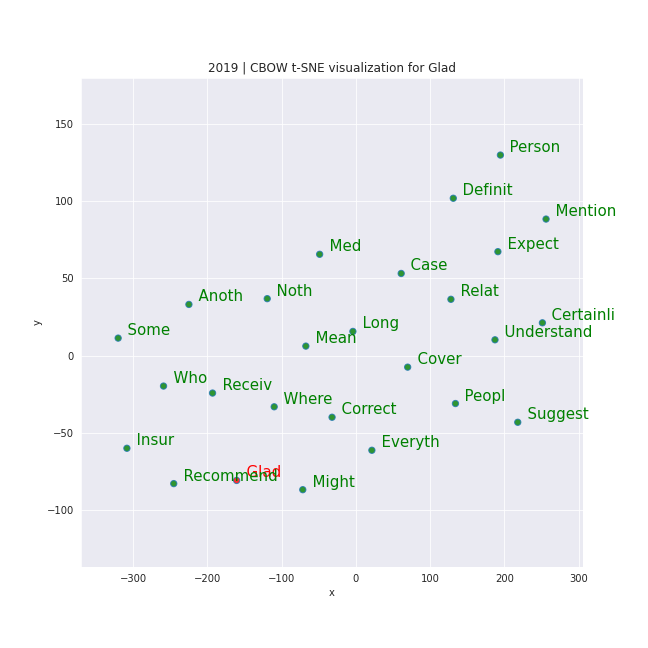 2019 | CBOW t-SNE visualization for Glad
150
Person
Definit
100
Mention
Expect
Med
Case
50
Relat
Noth
Anoth
Certainli
Long
Understand
Some
Mean
y
0
Cover
Who
Receiv
Peopl
Where
Correct
Suggest
−50
Everyth
Insur
Glad
Recommend
Might
−100
−300
−200
−100
0
100
200
300
x